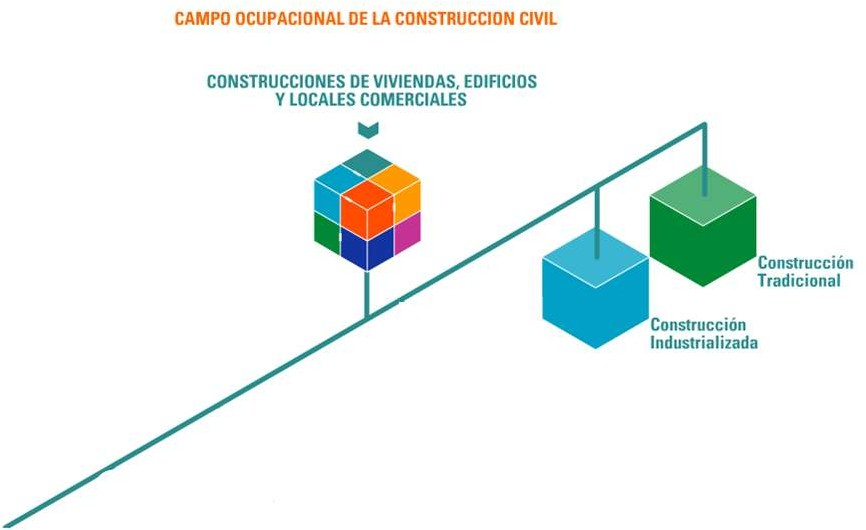 CAMPO OCUPACIONAL DE LA CONSTRUCCION CIVIL
CONSTRUCCIONES DE VIVIENDAS, EDIFICIOS
Y LOCALES COMERCIALES
Construcción
Tradicional
Construcción
Industrializada